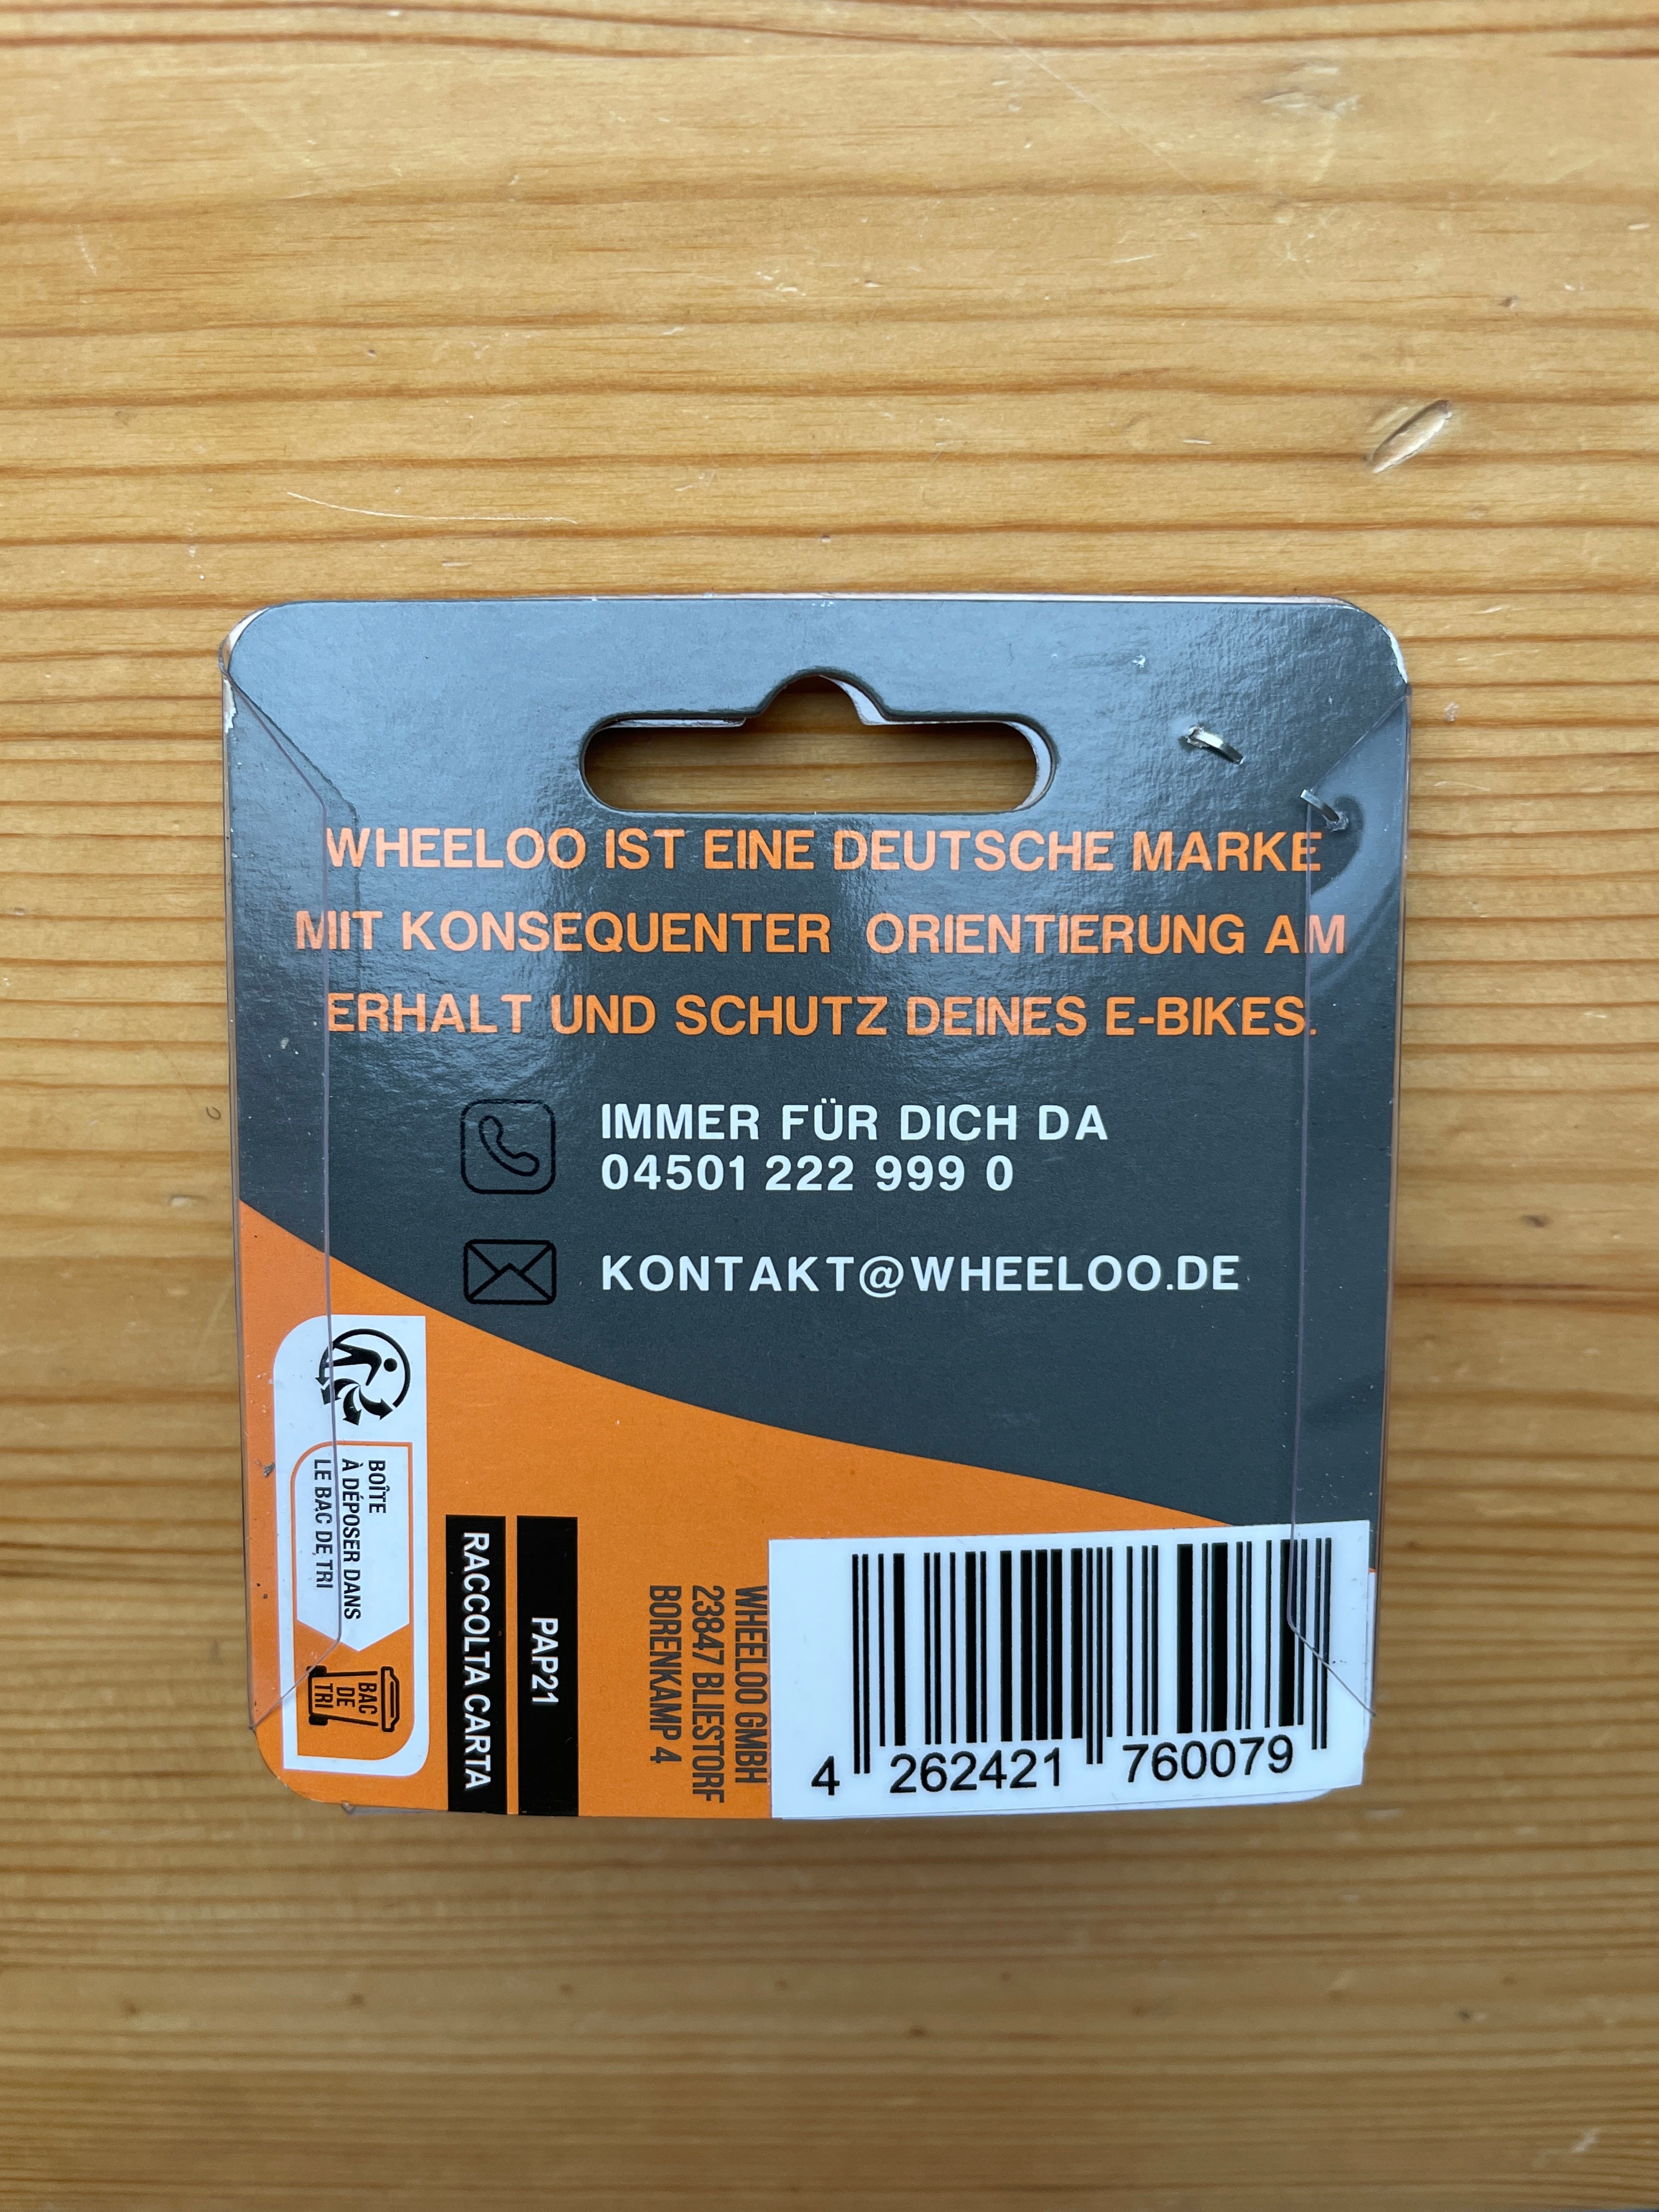 WHEELOO IST EINE DEUTSCHE MARKE
MIT KONSEQUENTER ORIENTIERUNG AM
ERHALT UND SCHUTZ DEINES E-BIKES.
IMMER FÜR DICH DA
04501 222 999 0
KONTAKT@WHEELOO.DE
BOÎTE
À DÉPOSER DANS
LE BAC DE TRI
BAC
DE
TRI
PAP21
RACCOLTA CARTA
WHEELOO GMBH
23847 BLIESTORF
BORENKAMP 4
4 262421 760079